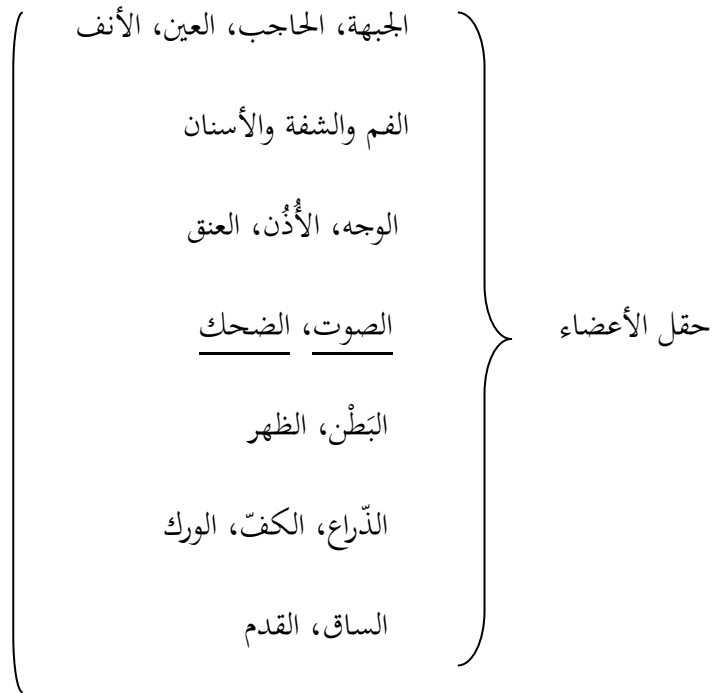 الجبهة، الحاجب، العين، الأنف
الفم والشفة والأسنان
الوجه، الأُذُن، العنق
حقل الأعضاء
الصوت، الضحك
البَطْن، الظهر
الذّراع، الكفّ، الورك
الساق، القدم